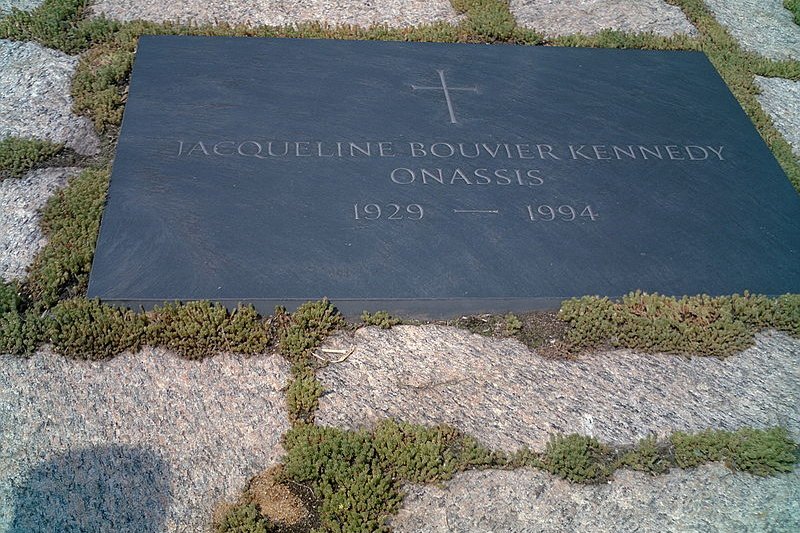 JACQUELINE BOUVIER KENNEDY
ONASSIS
1929 — 1994